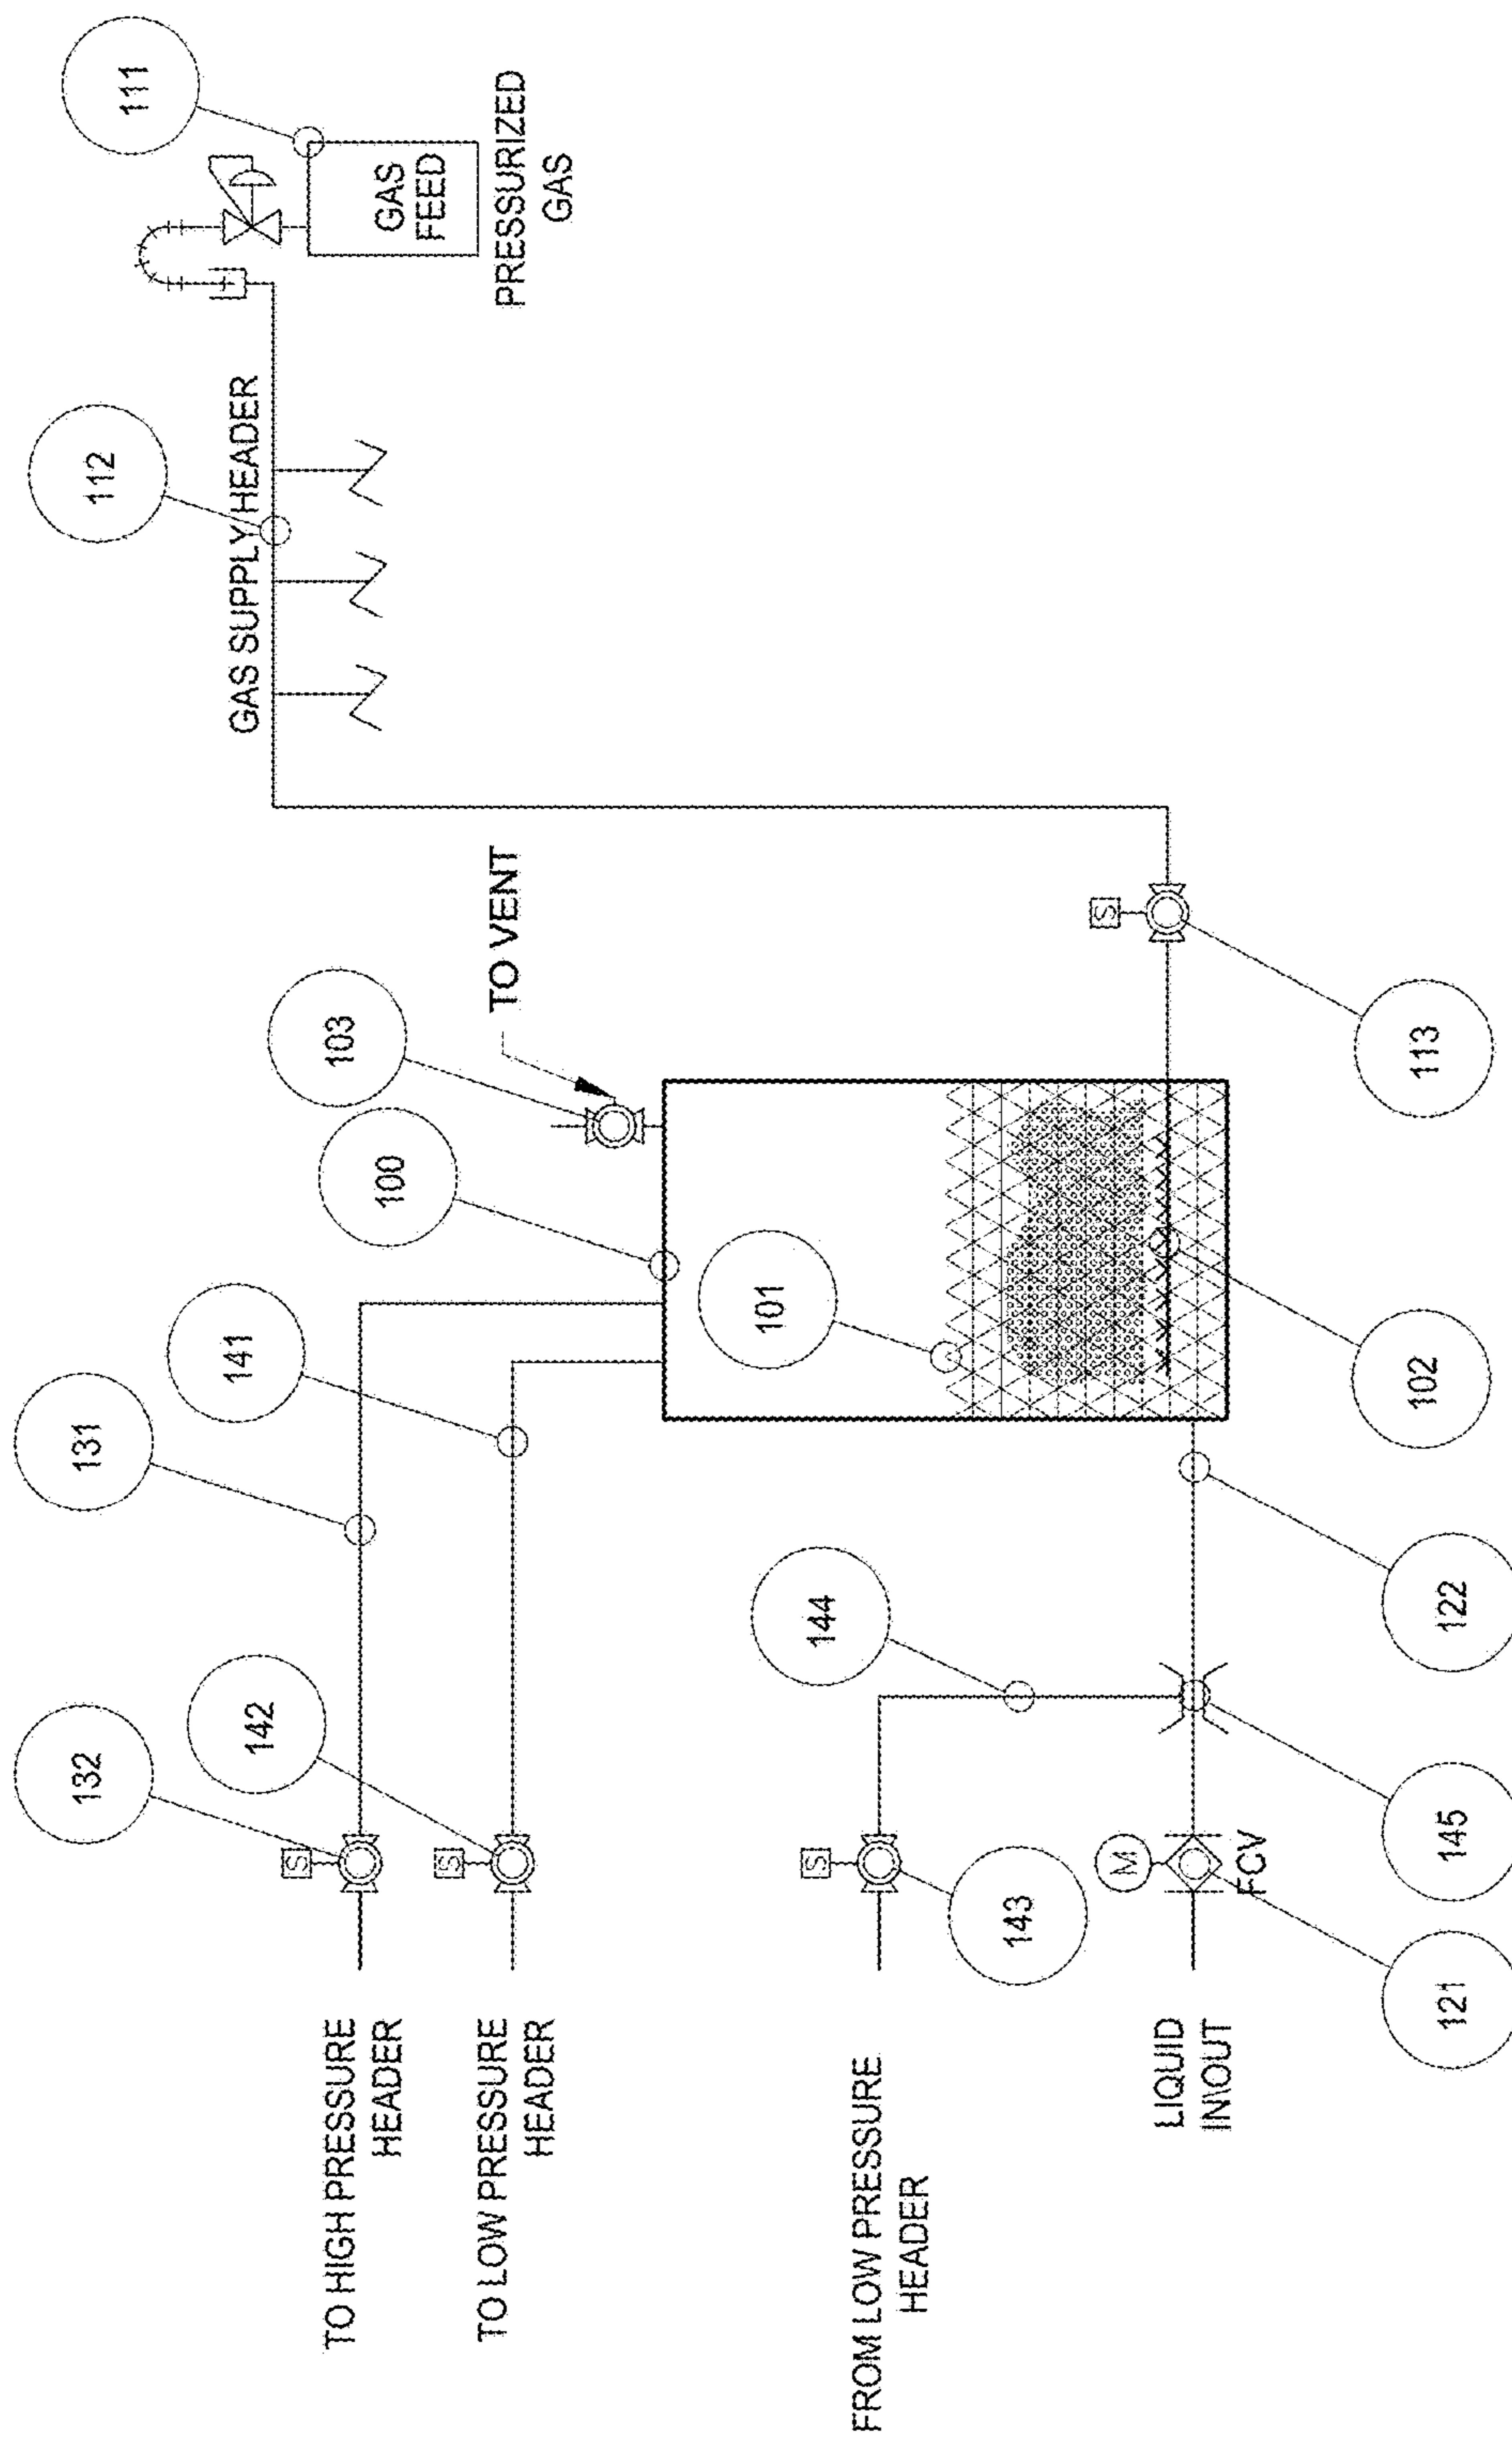 111
GAS
FEED
PRESSURIZED
GAS
112
GAS SUPPLY HEADER
103
TO VENT
100
101
113
102
131
141
132
142
TO HIGH PRESSURE
HEADER
TO LOW PRESSURE
HEADER
S
S
S
S
144
122
143
145
M
FCV
121
FROM LOW PRESSURE
HEADER
LIQUID
IN\OUT